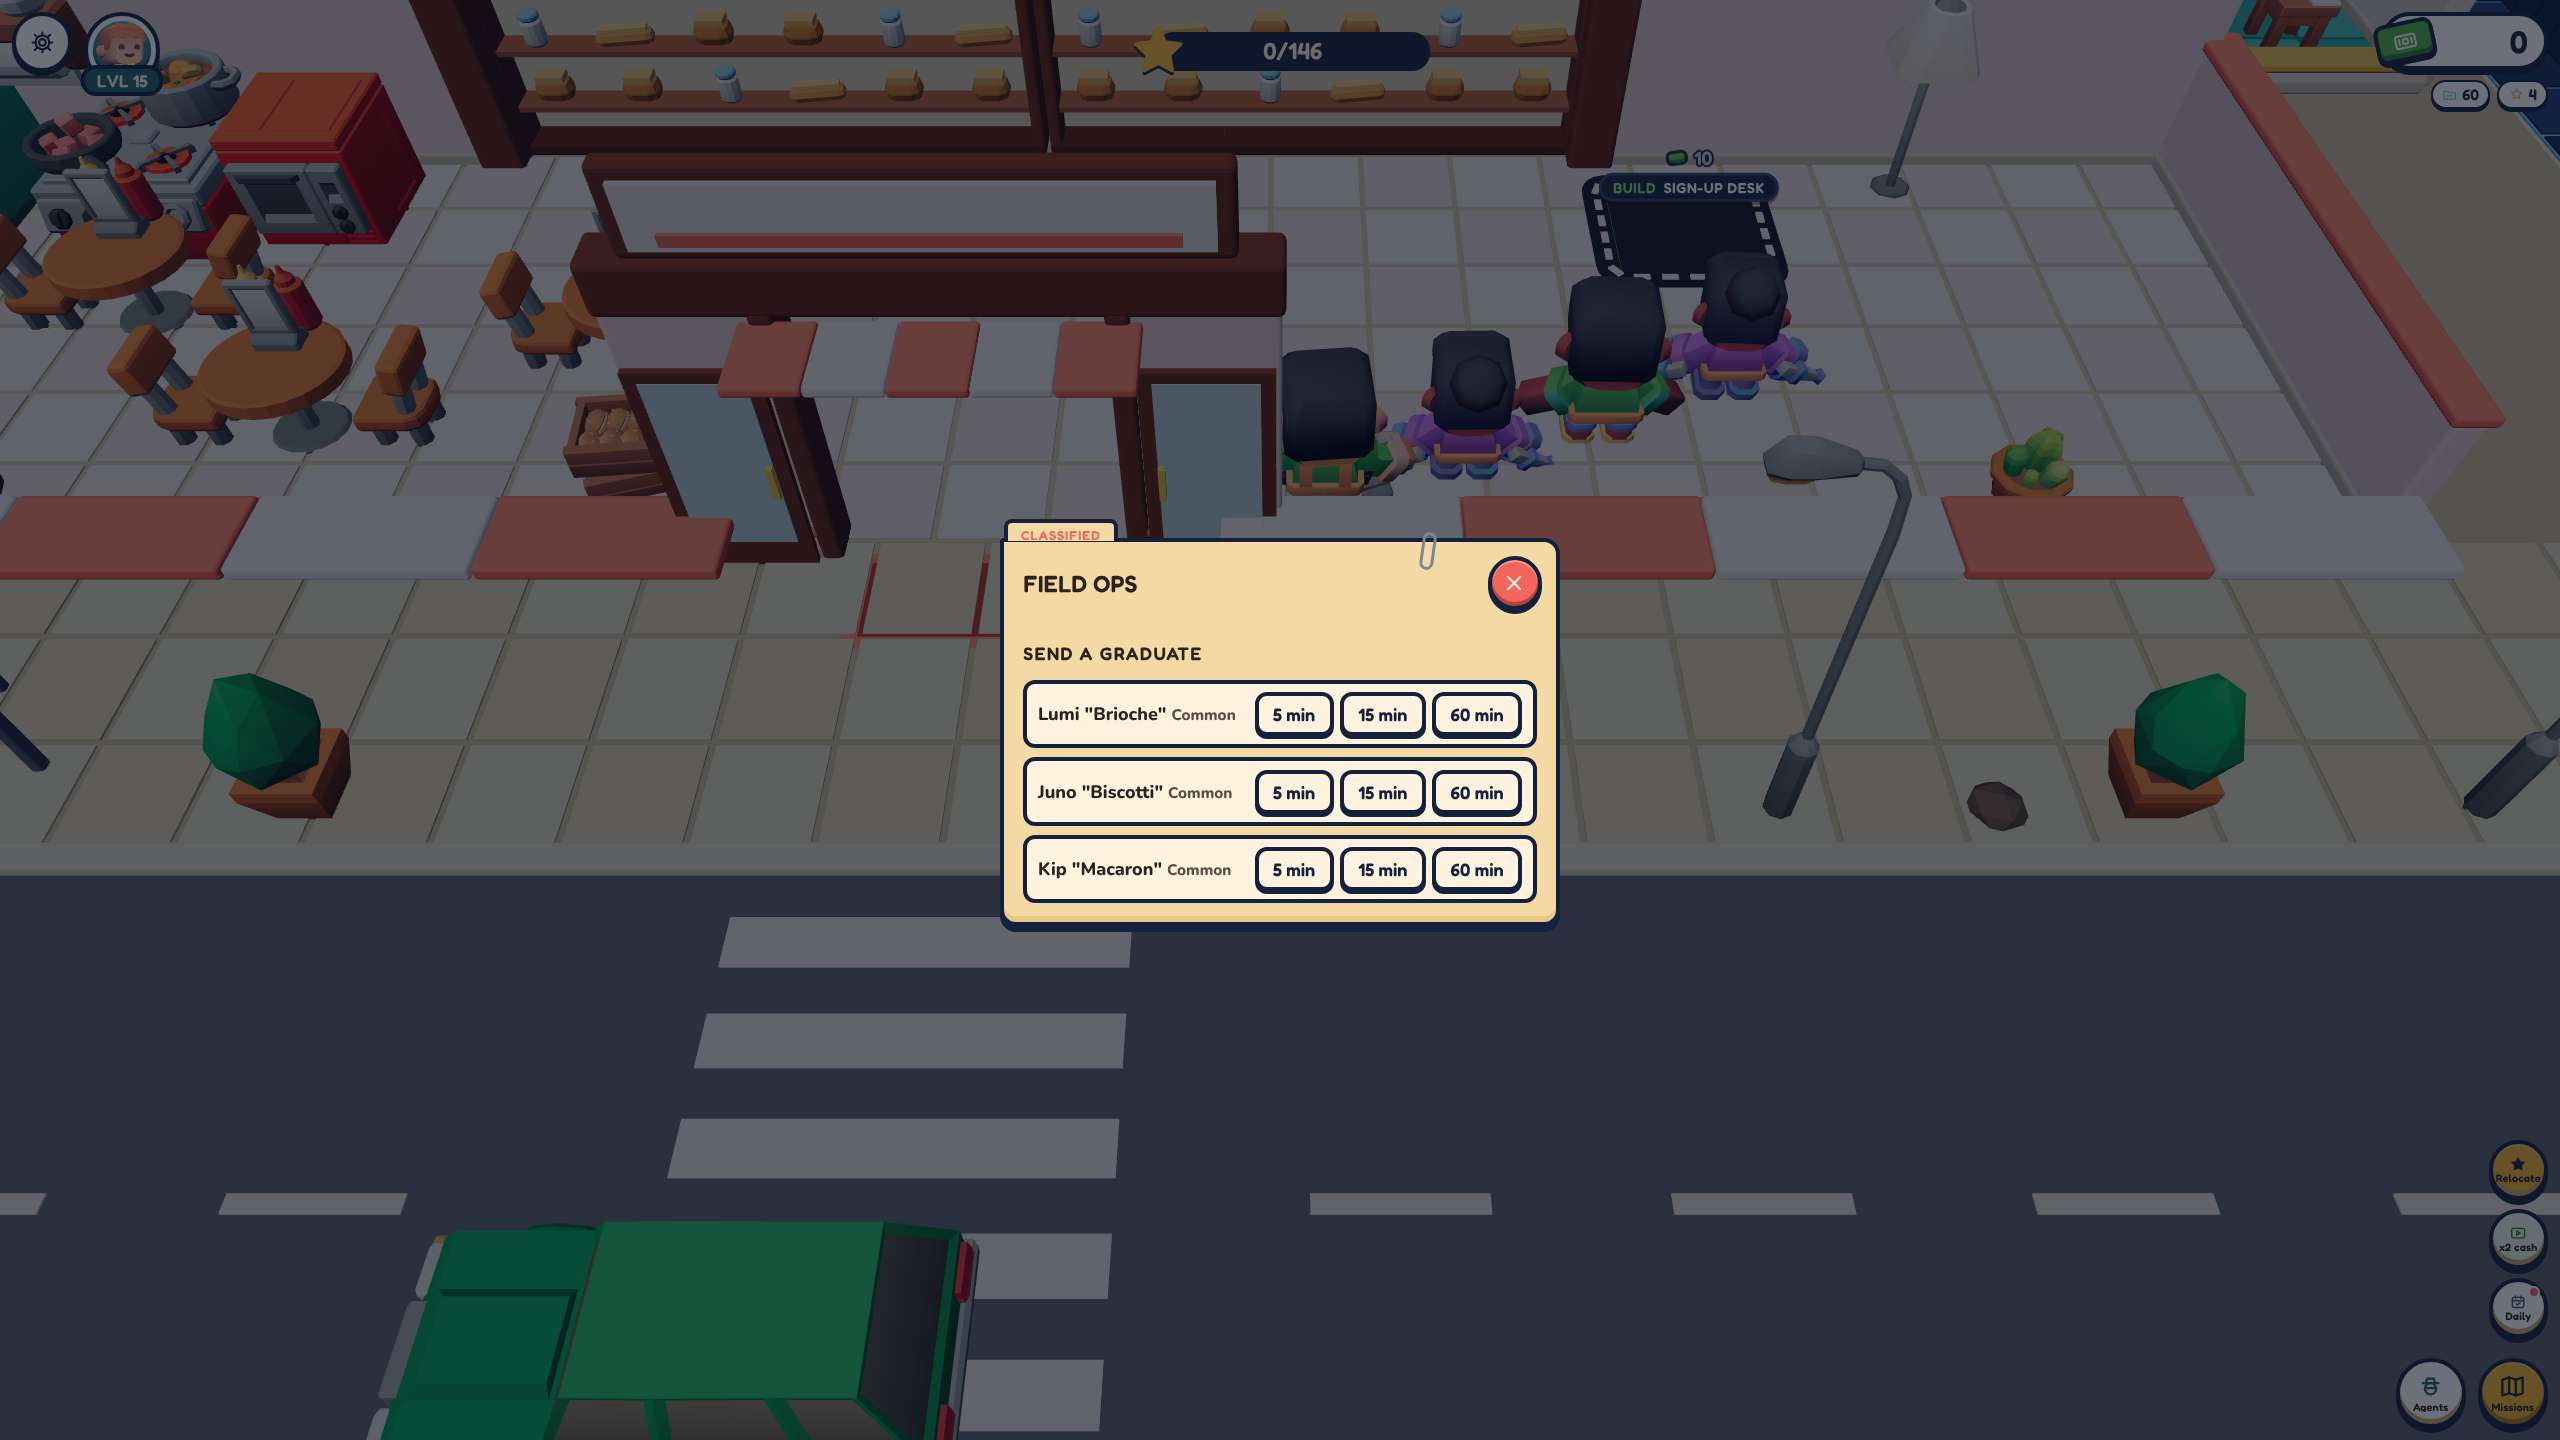 LVL 15
0/146
0
60
4
10
BUILD SIGN-UP DESK
CLASSIFIED
FIELD OPS
SEND A GRADUATE
Lumi "Brioche" Common 5 min 15 min 60 min
Juno "Biscotti" Common 5 min 15 min 60 min
Kip "Macaron" Common 5 min 15 min 60 min
Relocate
x2 cash
Daily
Agents
Missions